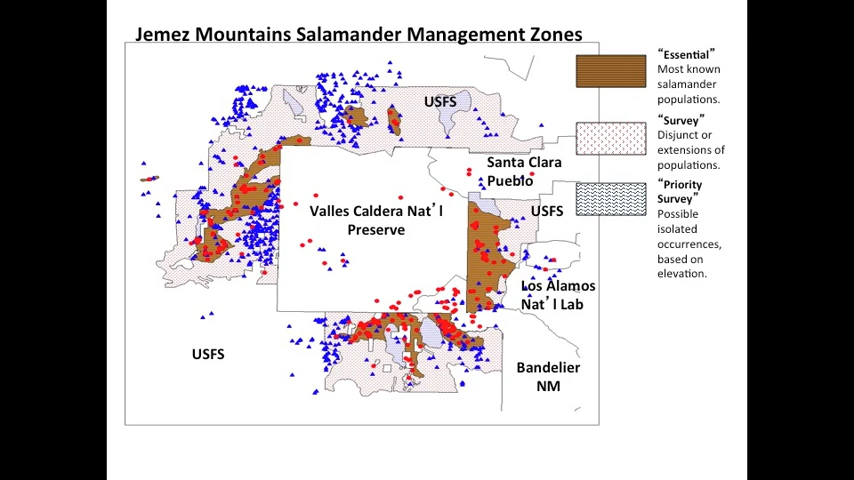 Jemez Mountains Salamander Management Zones
“Essential”
Most known
salamander
populations.
“Survey”
Disjunct or
extensions of
populations.
“Priority
Survey”
Possible
isolated
occurrences,
based on
elevation.
USFS
Santa Clara
Pueblo
Valles Caldera Nat’l
Preserve
USFS
Los Alamos
Nat’l Lab
USFS
Bandelier
NM